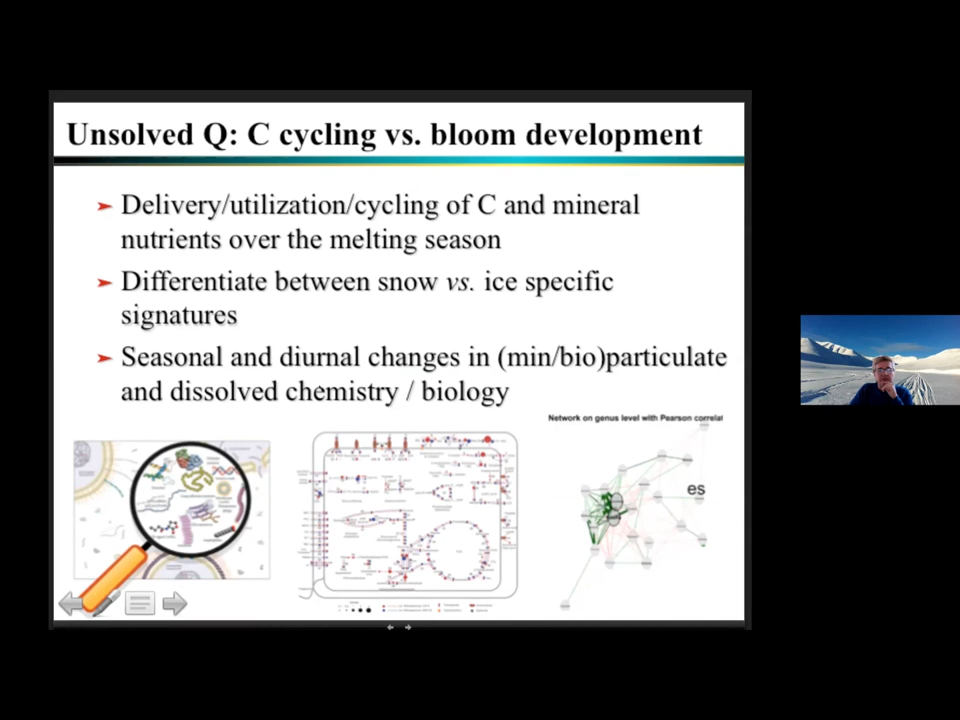 Unsolved Q: C cycling vs. bloom development
➢ Delivery/utilization/cycling of C and mineral
nutrients over the melting season
➢ Differentiate between snow vs. ice specific
signatures
➢ Seasonal and diurnal changes in (min/bio)particulate
and dissolved chemistry / biology
Network on genus level with Pearson correlat
es